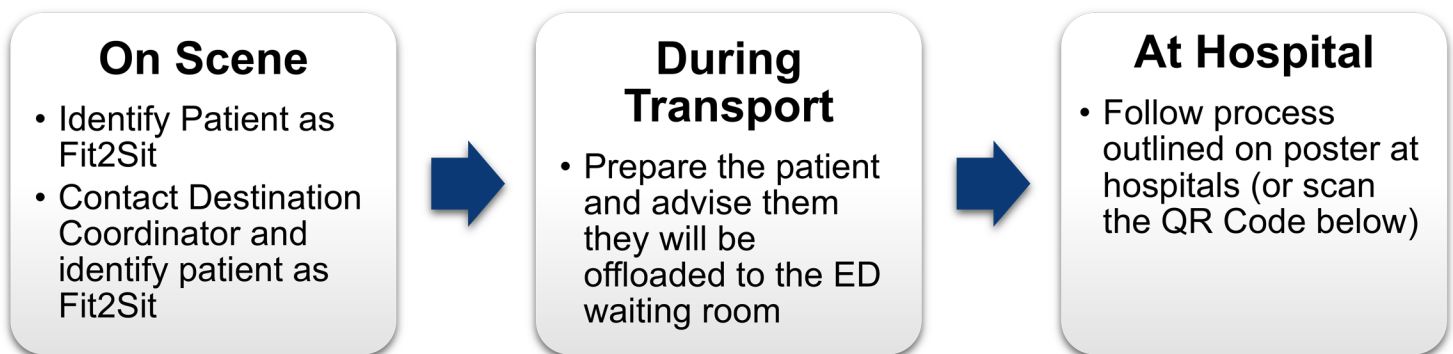 On Scene
• Identify Patient as
Fit2Sit
• Contact Destination
Coordinator and
identify patient as
Fit2Sit
During
Transport
• Prepare the patient
and advise them
they will be
offloaded to the ED
waiting room
At Hospital
• Follow process
outlined on poster at
hospitals (or scan
the QR Code below)